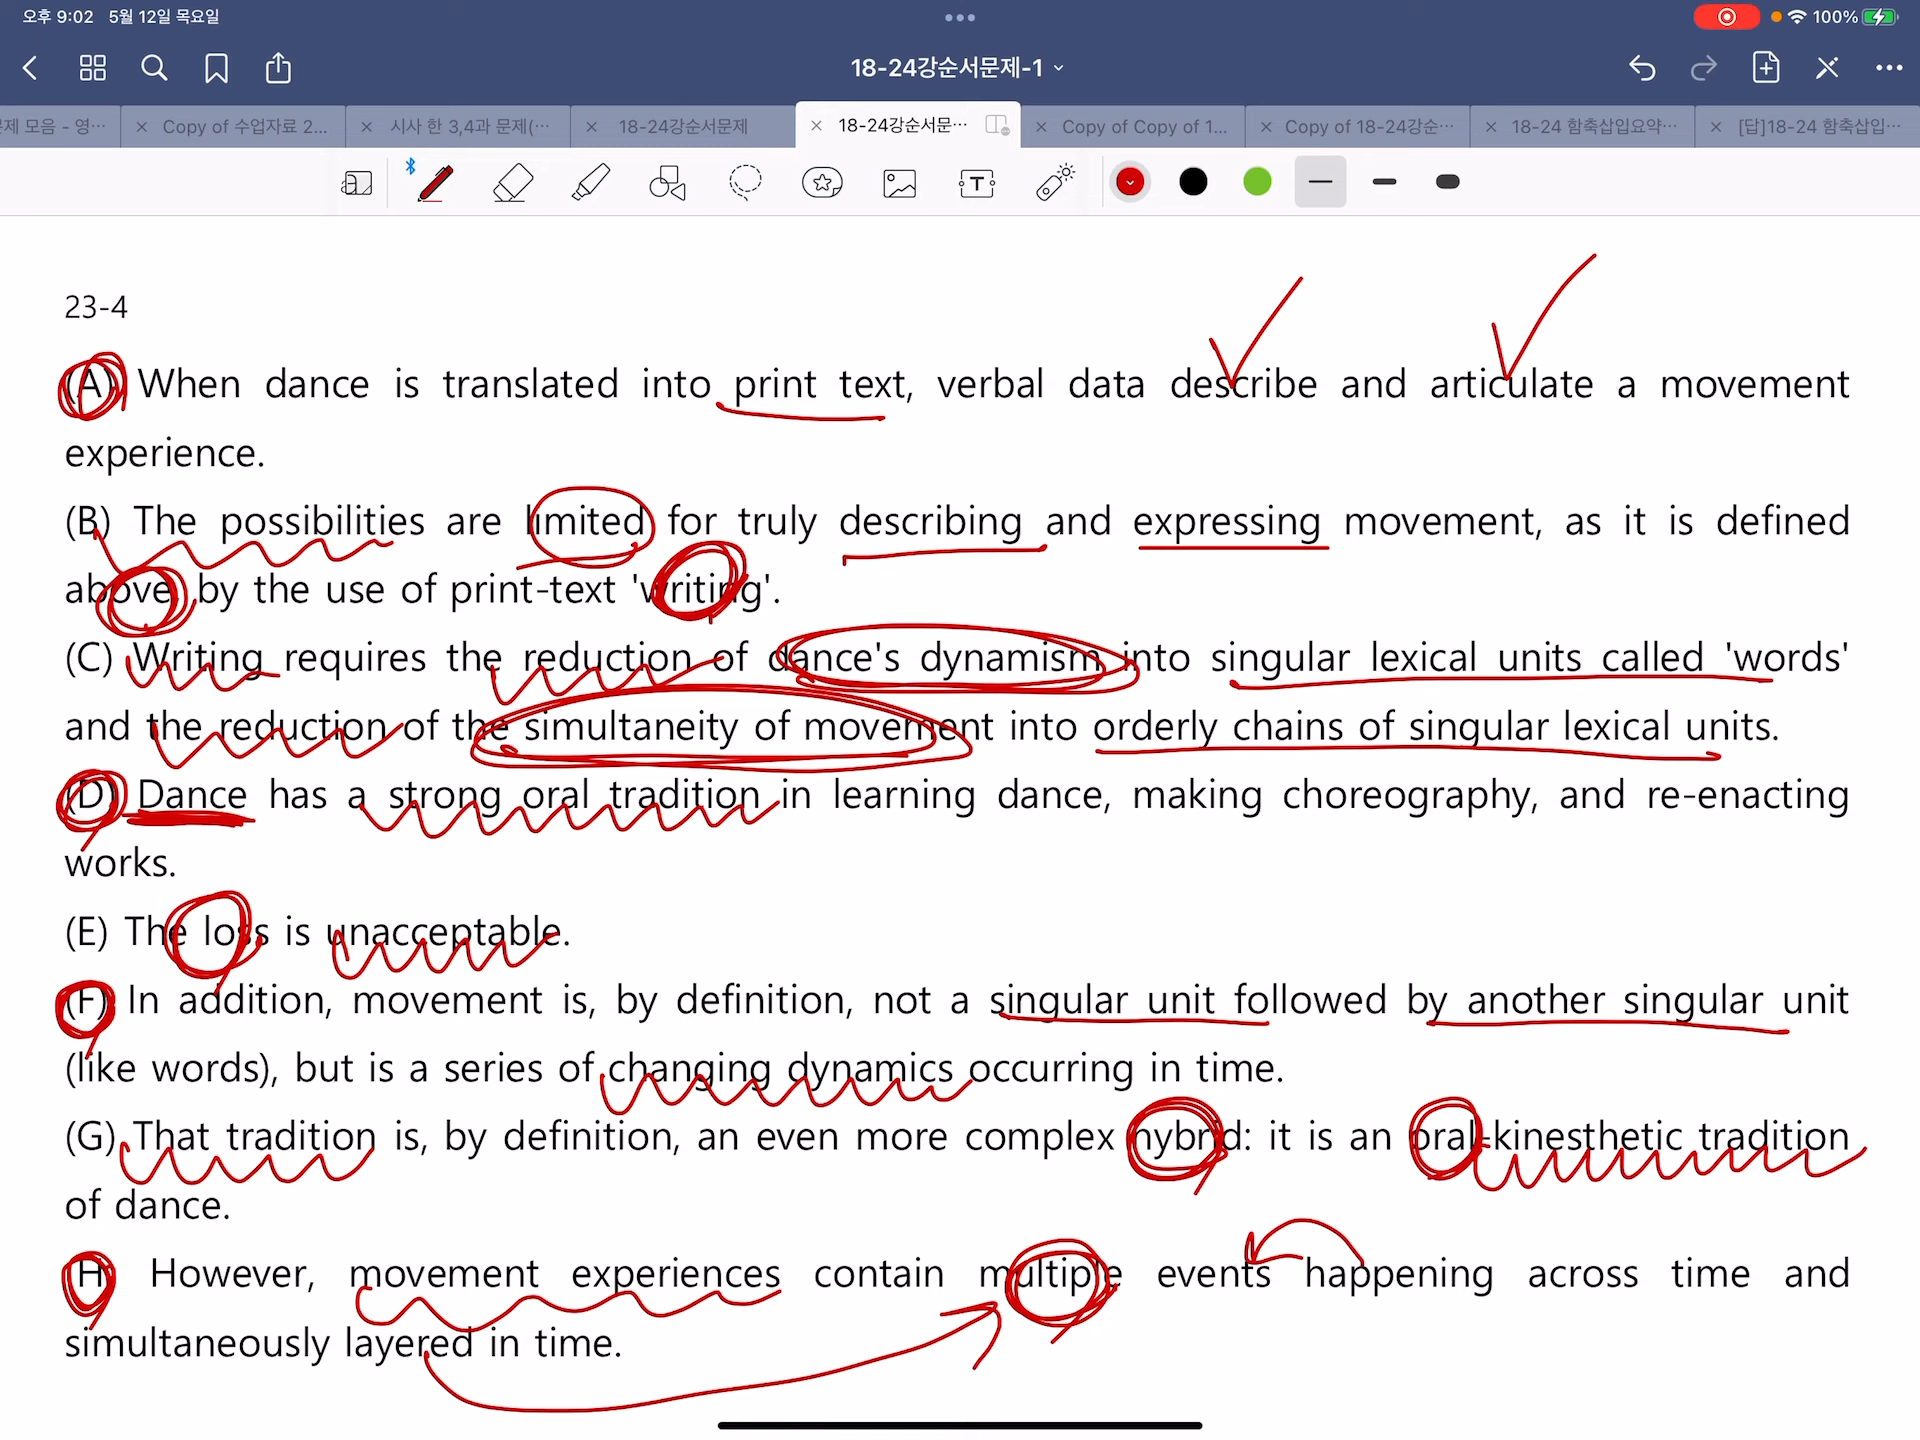 오후 9:02 5월 12일 목요일
100%
18-24강순서문제-1
제 모음 - 영…
Copy of 수업자료 2...
시사 한 3,4과 문제(…
18-24강순서문제
18-24강순서문…
Copy of Copy of 1...
Copy of 18-24강순…
18-24 함축삽입요약…
[답]18-24 함축삽입…
23-4
(A) When dance is translated into print text, verbal data describe and articulate a movement
experience.
(B) The possibilities are limited for truly describing and expressing movement, as it is defined
above, by the use of print-text 'writing'.
(C) Writing requires the reduction of dance's dynamism into singular lexical units called 'words'
and the reduction of the simultaneity of movement into orderly chains of singular lexical units.
(D) Dance has a strong oral tradition in learning dance, making choreography, and re-enacting
works.
(E) The loss is unacceptable.
(F) In addition, movement is, by definition, not a singular unit followed by another singular unit
(like words), but is a series of changing dynamics occurring in time.
(G) That tradition is, by definition, an even more complex hybrid: it is an oral-kinesthetic tradition
of dance.
(H) However, movement experiences contain multiple events happening across time and
simultaneously layered in time.